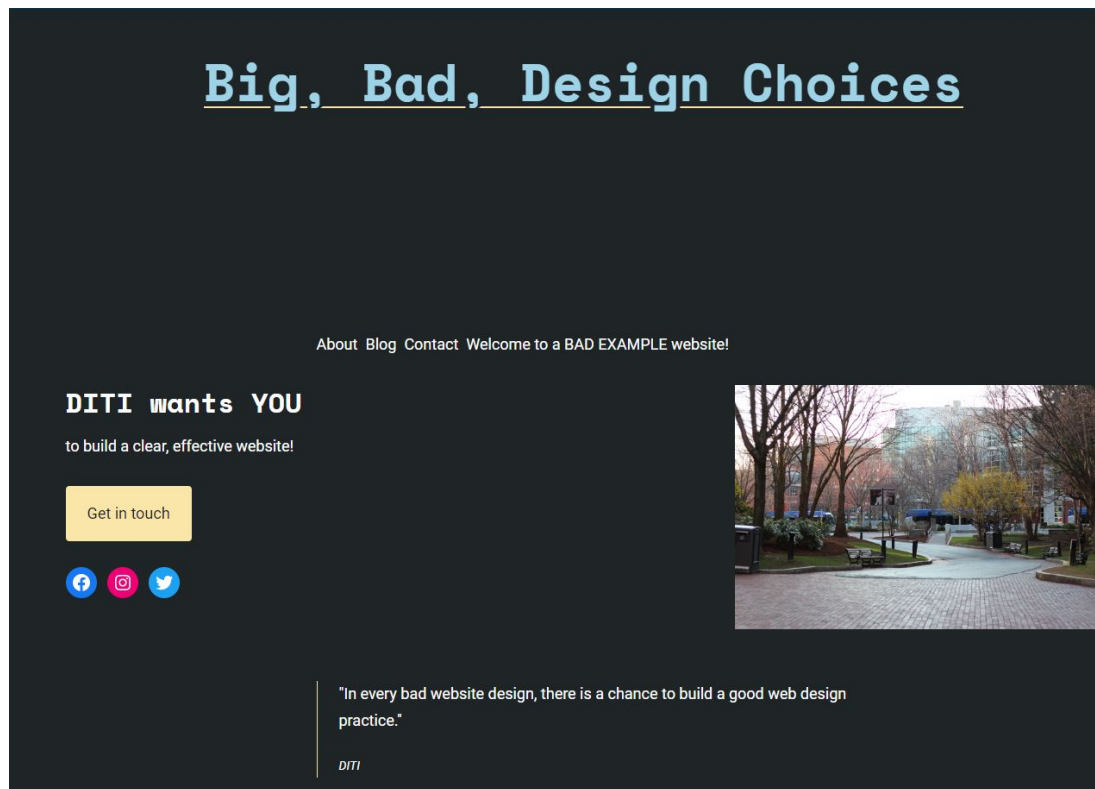 Big, Bad, Design Choices
About Blog Contact Welcome to a BAD EXAMPLE website!
DITI wants YOU
to build a clear, effective website!
Get in touch
"In every bad website design, there is a chance to build a good web design
practice."
DITI